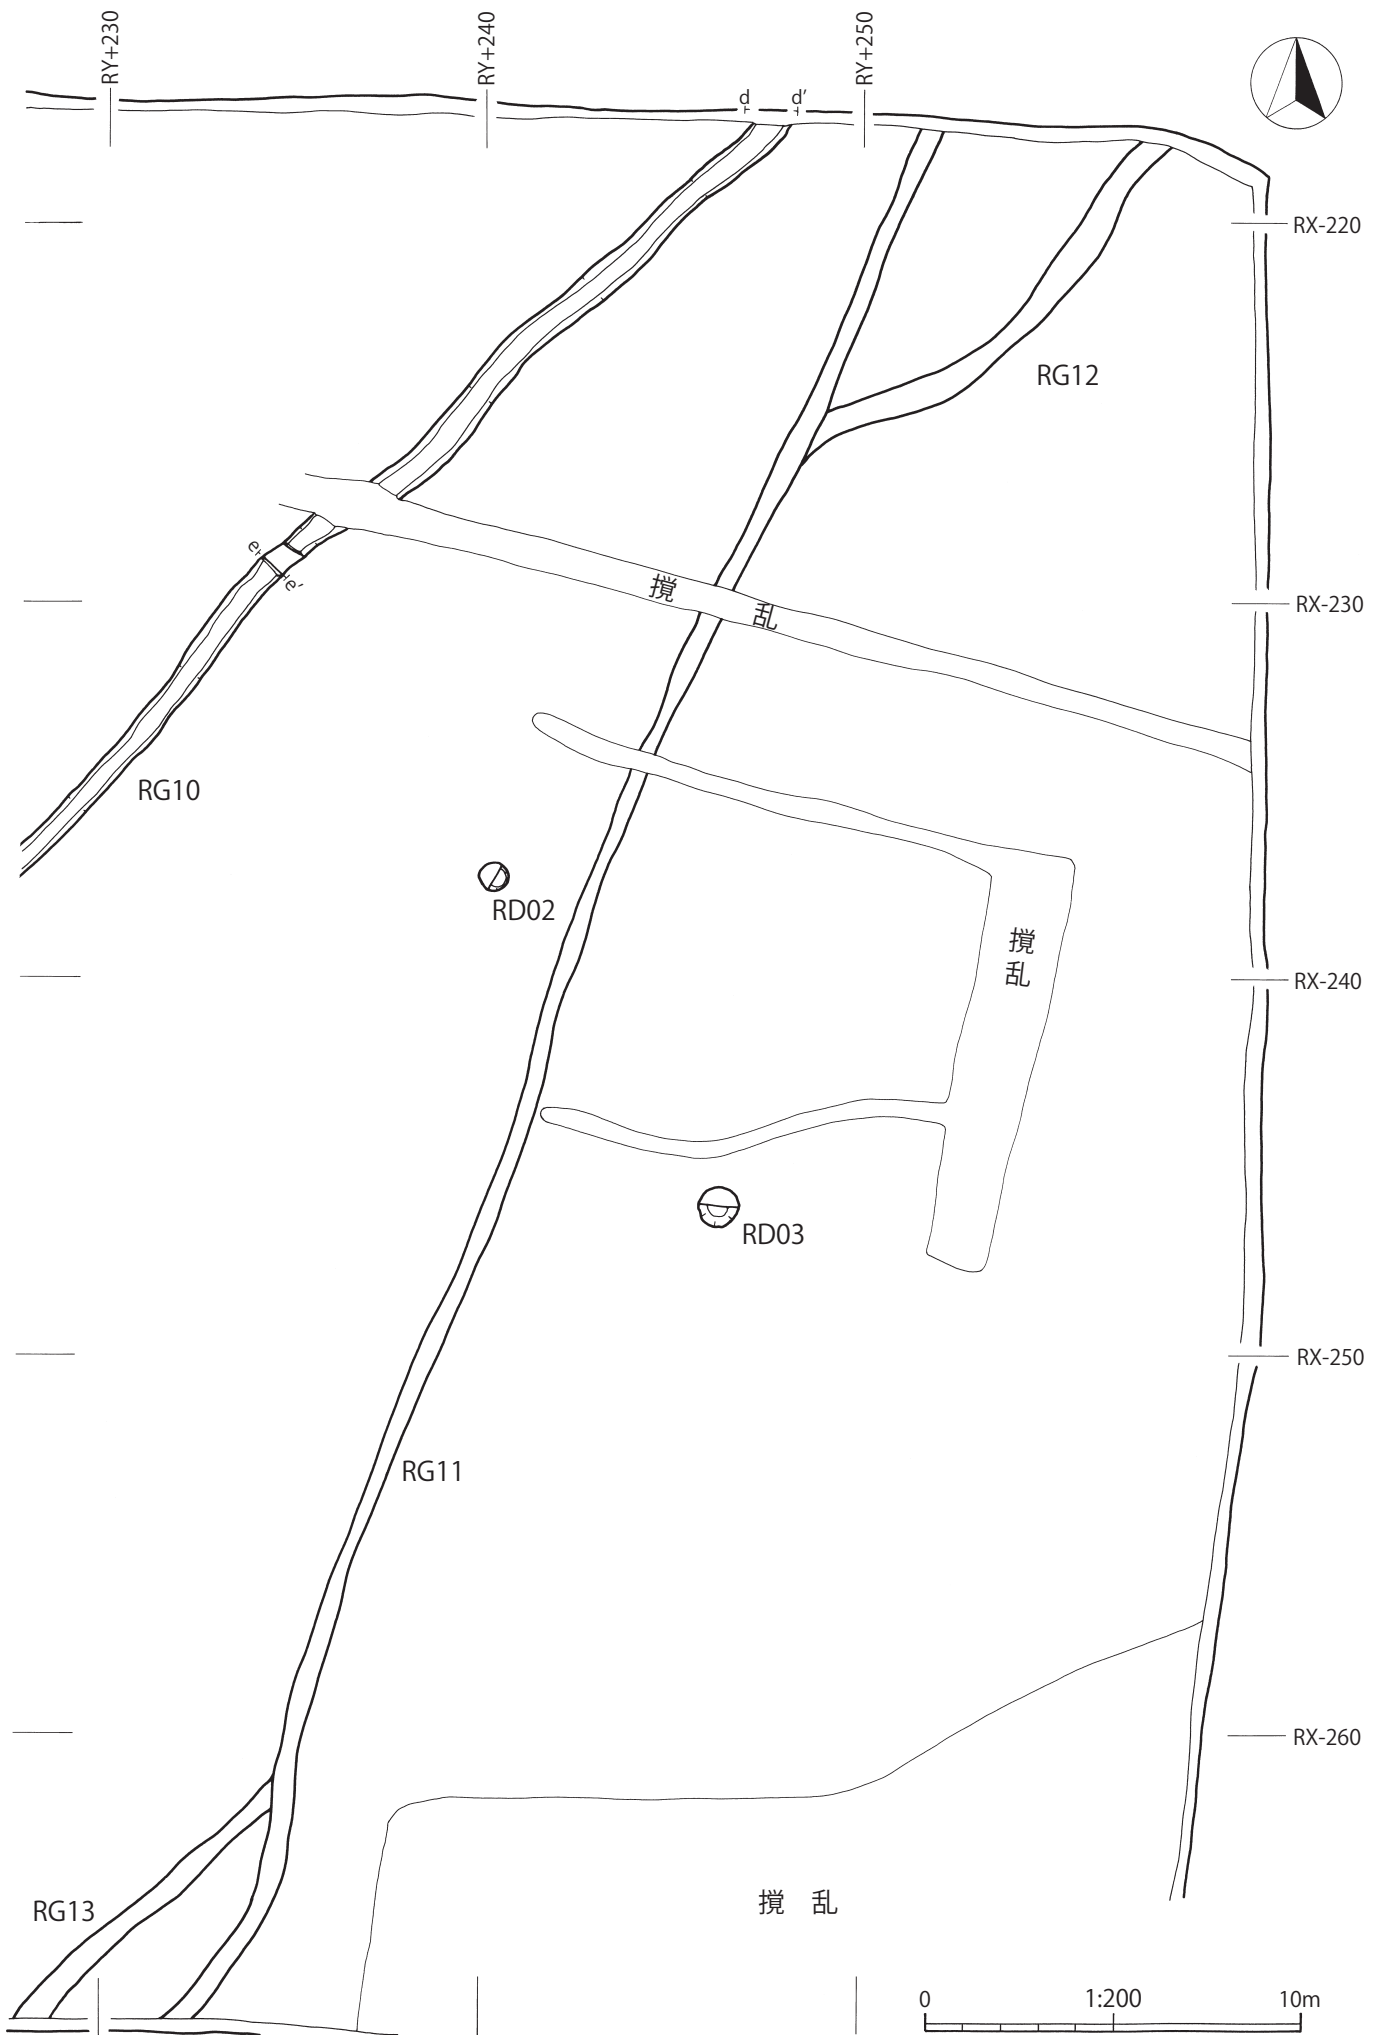 RY+230
RY+240
RY+250
d
d’
RX-220
RG12
e
e’
撹乱
RX-230
RG10
RD02
撹乱
RX-240
RD03
RX-250
RG11
RX-260
RG13
撹 乱
0 1:200 10m